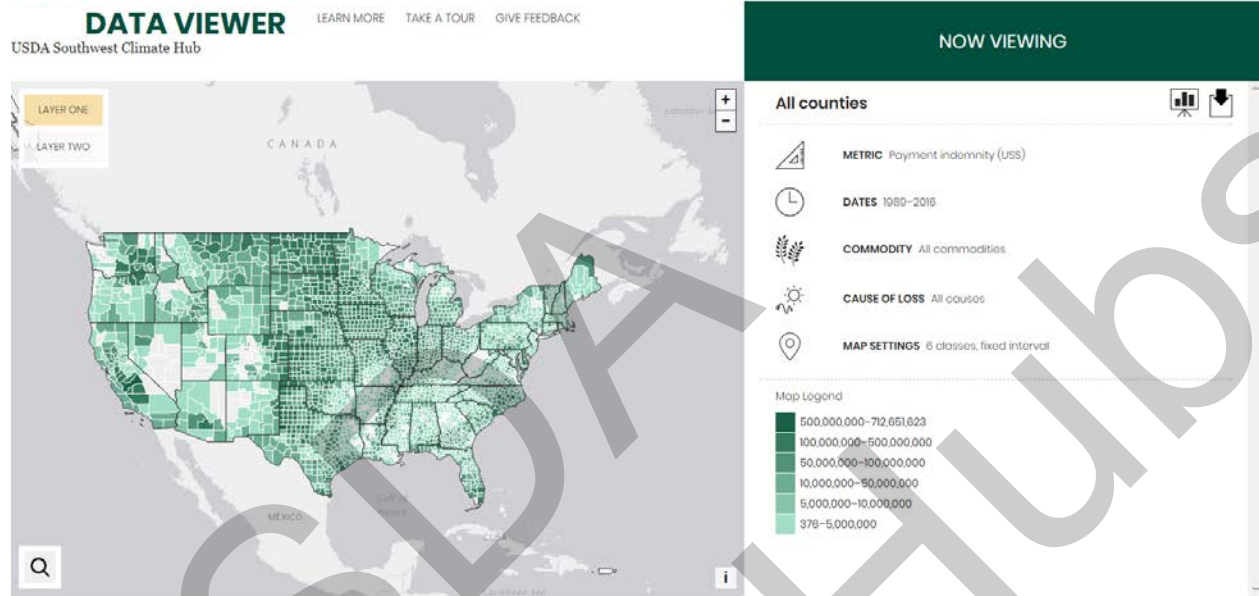 DATA VIEWER
LEARN MORE TAKE A TOUR GIVE FEEDBACK
USDA Southwest Climate Hub
NOW VIEWING
LAYER ONE
LAYER TWO
CANADA
MÉXICO
CUBA
+
−
i
All counties
METRIC Payment indemnity (US$)
DATES 1989–2016
COMMODITY All commodities
CAUSE OF LOSS All causes
MAP SETTINGS 6 classes, fixed interval
Map Legend
500,000,000–712,651,623
100,000,000–500,000,000
50,000,000–100,000,000
10,000,000–50,000,000
5,000,000–10,000,000
376–5,000,000
SDA
Hubs